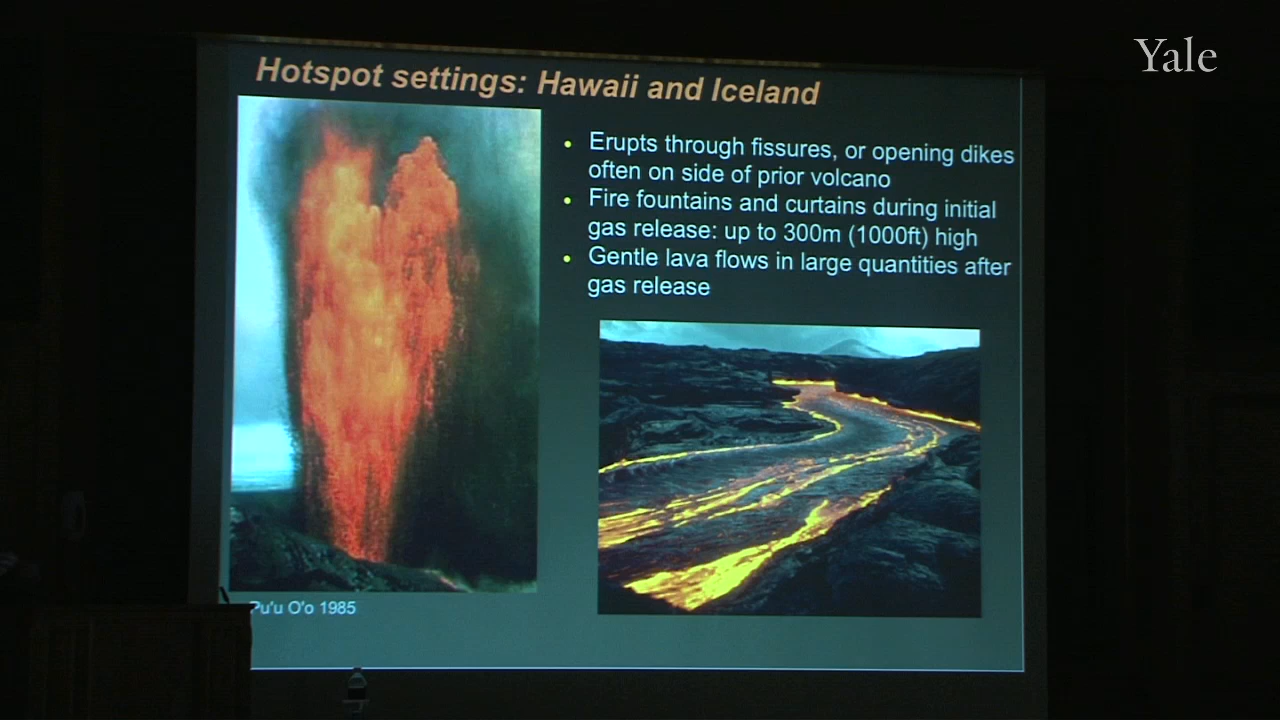 Yale
Hotspot settings: Hawaii and Iceland
• Erupts through fissures, or opening dikes
often on side of prior volcano
• Fire fountains and curtains during initial
gas release: up to 300m (1000ft) high
• Gentle lava flows in large quantities after
gas release
Pu'u O'o 1985